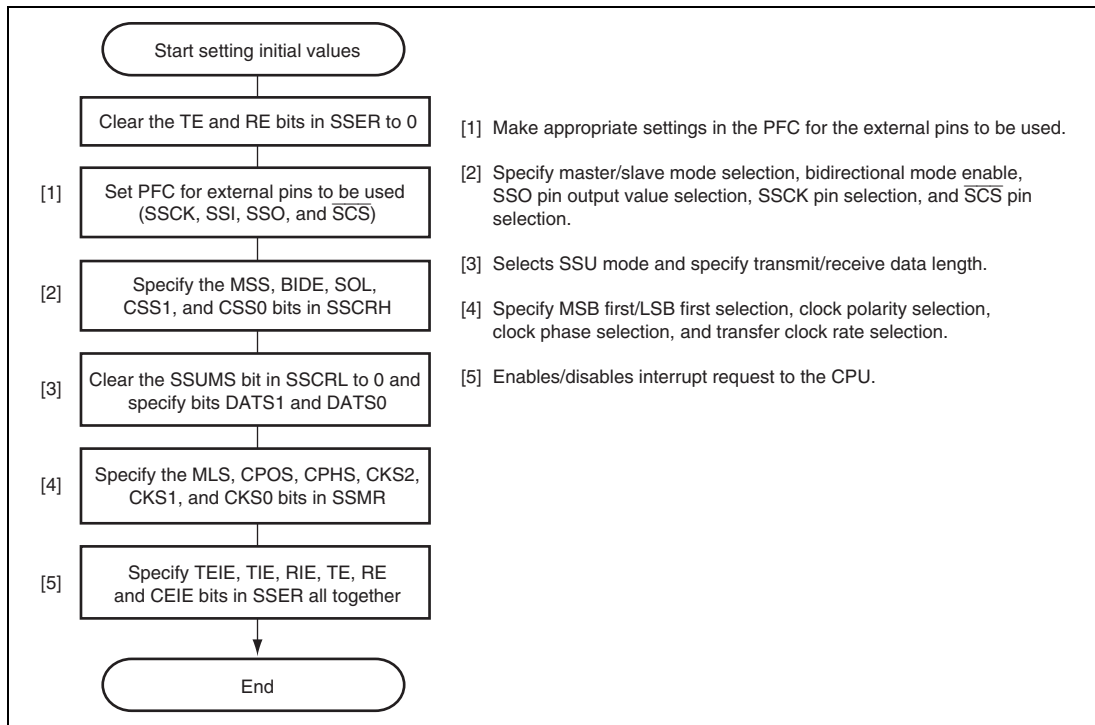 Start setting initial values
Clear the TE and RE bits in SSER to 0
[1]
Set PFC for external pins to be used
(SSCK, SSI, SSO, and S̅C̅S̅)
[2]
Specify the MSS, BIDE, SOL,
CSS1, and CSS0 bits in SSCRH
[3]
Clear the SSUMS bit in SSCRL to 0 and
specify bits DATS1 and DATS0
[4]
Specify the MLS, CPOS, CPHS, CKS2,
CKS1, and CKS0 bits in SSMR
[5]
Specify TEIE, TIE, RIE, TE, RE
and CEIE bits in SSER all together
End
[1] Make appropriate settings in the PFC for the external pins to be used.
[2] Specify master/slave mode selection, bidirectional mode enable,
SSO pin output value selection, SSCK pin selection, and S̅C̅S̅ pin
selection.
[3] Selects SSU mode and specify transmit/receive data length.
[4] Specify MSB first/LSB first selection, clock polarity selection,
clock phase selection, and transfer clock rate selection.
[5] Enables/disables interrupt request to the CPU.